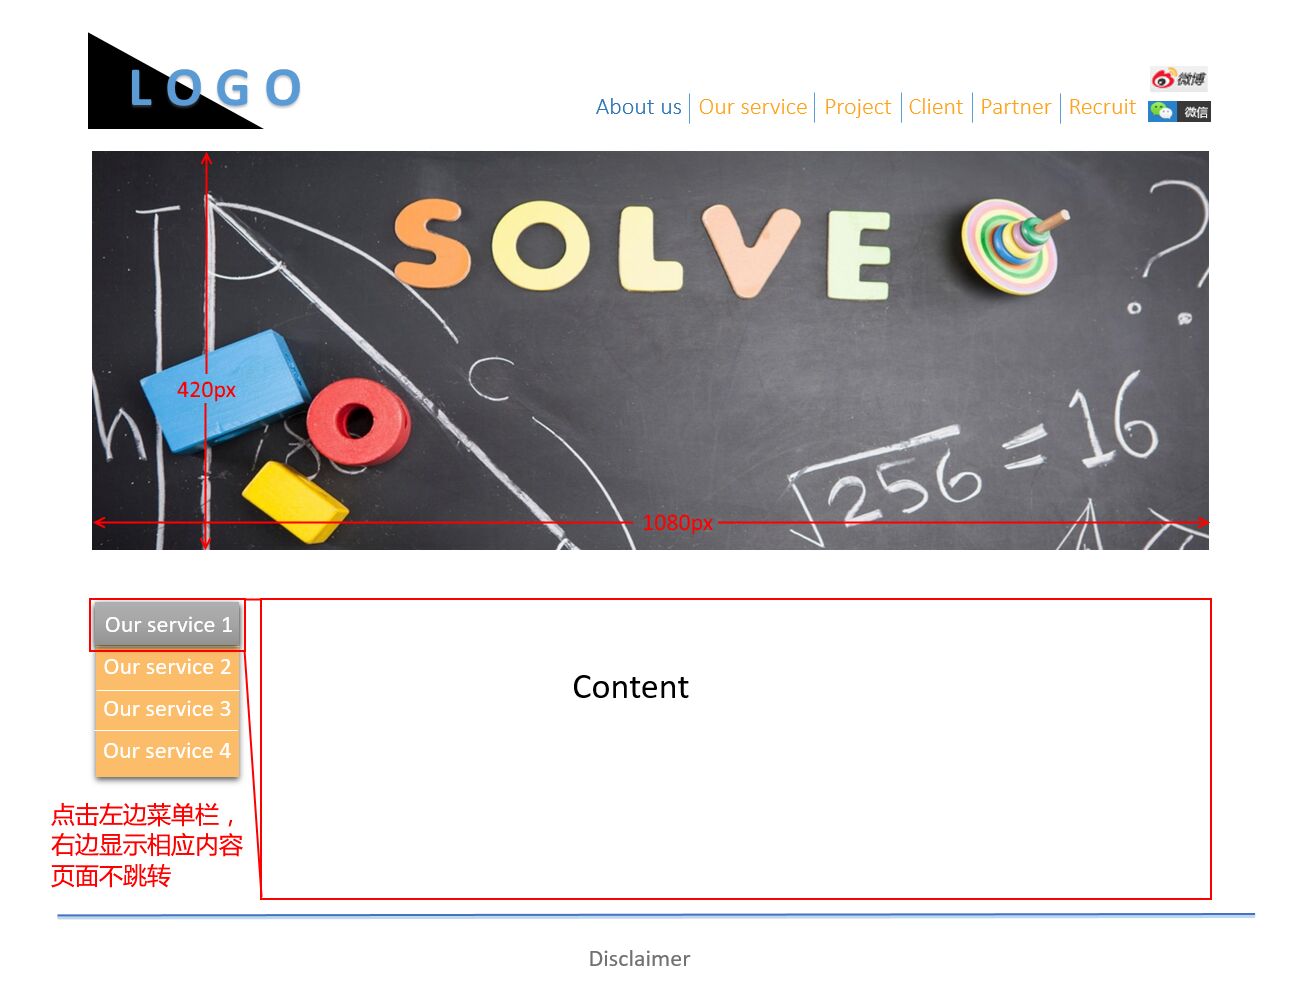 LOGO
微博
About us
Our service
Project
Client
Partner
Recruit
微信
SOLVE
?
T
h
C
420px
√256 = 16
1080px
Our service 1
Our service 2
Our service 3
Our service 4
Content
点击左边菜单栏，
右边显示相应内容
页面不跳转
Disclaimer